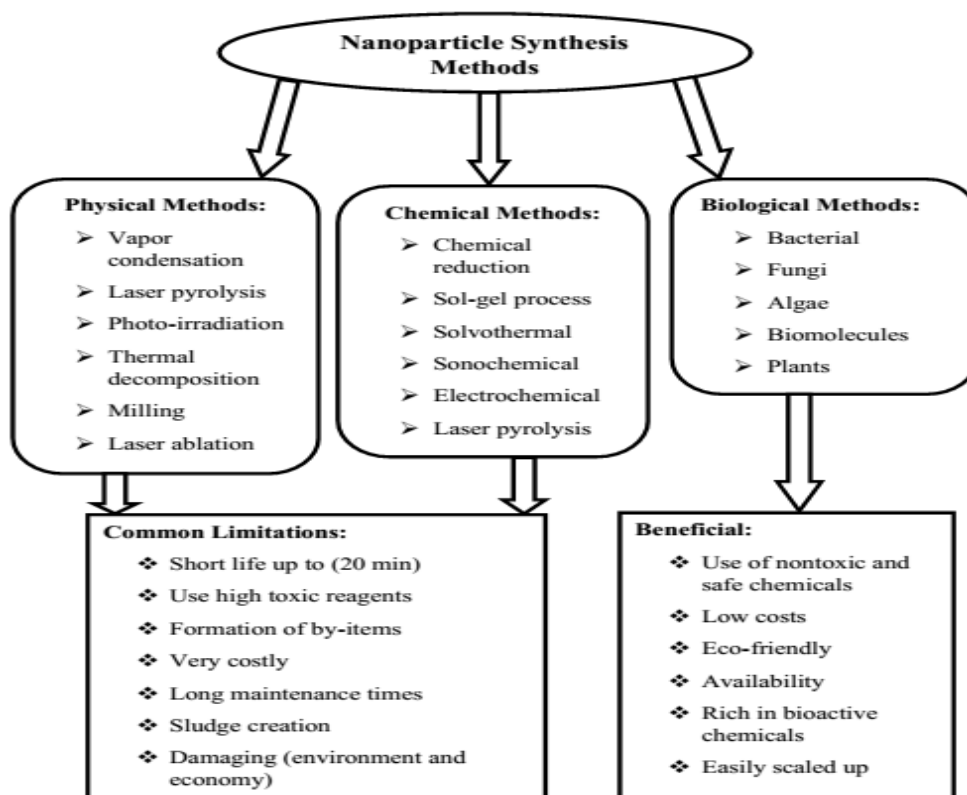 Nanoparticle Synthesis
Methods
Physical Methods:
➢ Vapor
condensation
➢ Laser pyrolysis
➢ Photo-irradiation
➢ Thermal
decomposition
➢ Milling
➢ Laser ablation
Chemical Methods:
➢ Chemical
reduction
➢ Sol-gel process
➢ Solvothermal
➢ Sonochemical
➢ Electrochemical
➢ Laser pyrolysis
Biological Methods:
➢ Bacterial
➢ Fungi
➢ Algae
➢ Biomolecules
➢ Plants
Common Limitations:
❖ Short life up to (20 min)
❖ Use high toxic reagents
❖ Formation of by-items
❖ Very costly
❖ Long maintenance times
❖ Sludge creation
❖ Damaging (environment and
economy)
Beneficial:
❖ Use of nontoxic and
safe chemicals
❖ Low costs
❖ Eco-friendly
❖ Availability
❖ Rich in bioactive
chemicals
❖ Easily scaled up